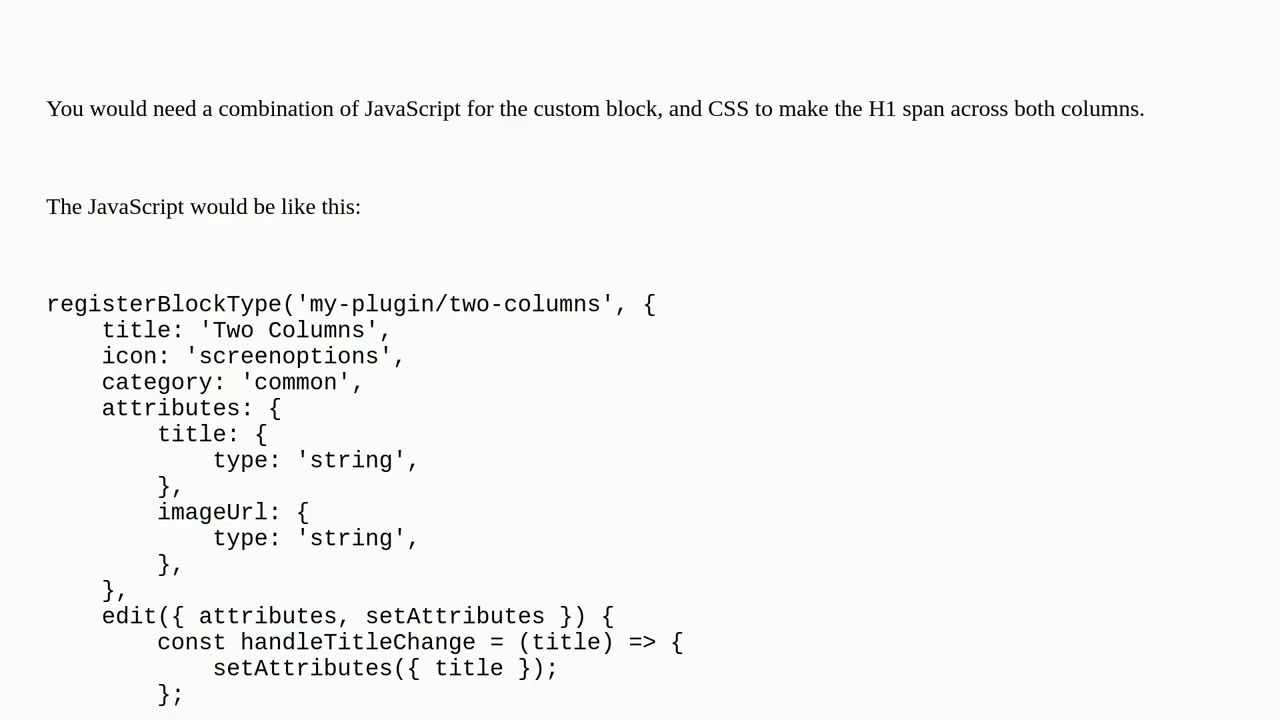 You would need a combination of JavaScript for the custom block, and CSS to make the H1 span across both columns.
The JavaScript would be like this:
registerBlockType('my-plugin/two-columns', {
    title: 'Two Columns',
    icon: 'screenoptions',
    category: 'common',
    attributes: {
        title: {
            type: 'string',
        },
        imageUrl: {
            type: 'string',
        },
    },
    edit({ attributes, setAttributes }) {
        const handleTitleChange = (title) => {
            setAttributes({ title });
        };